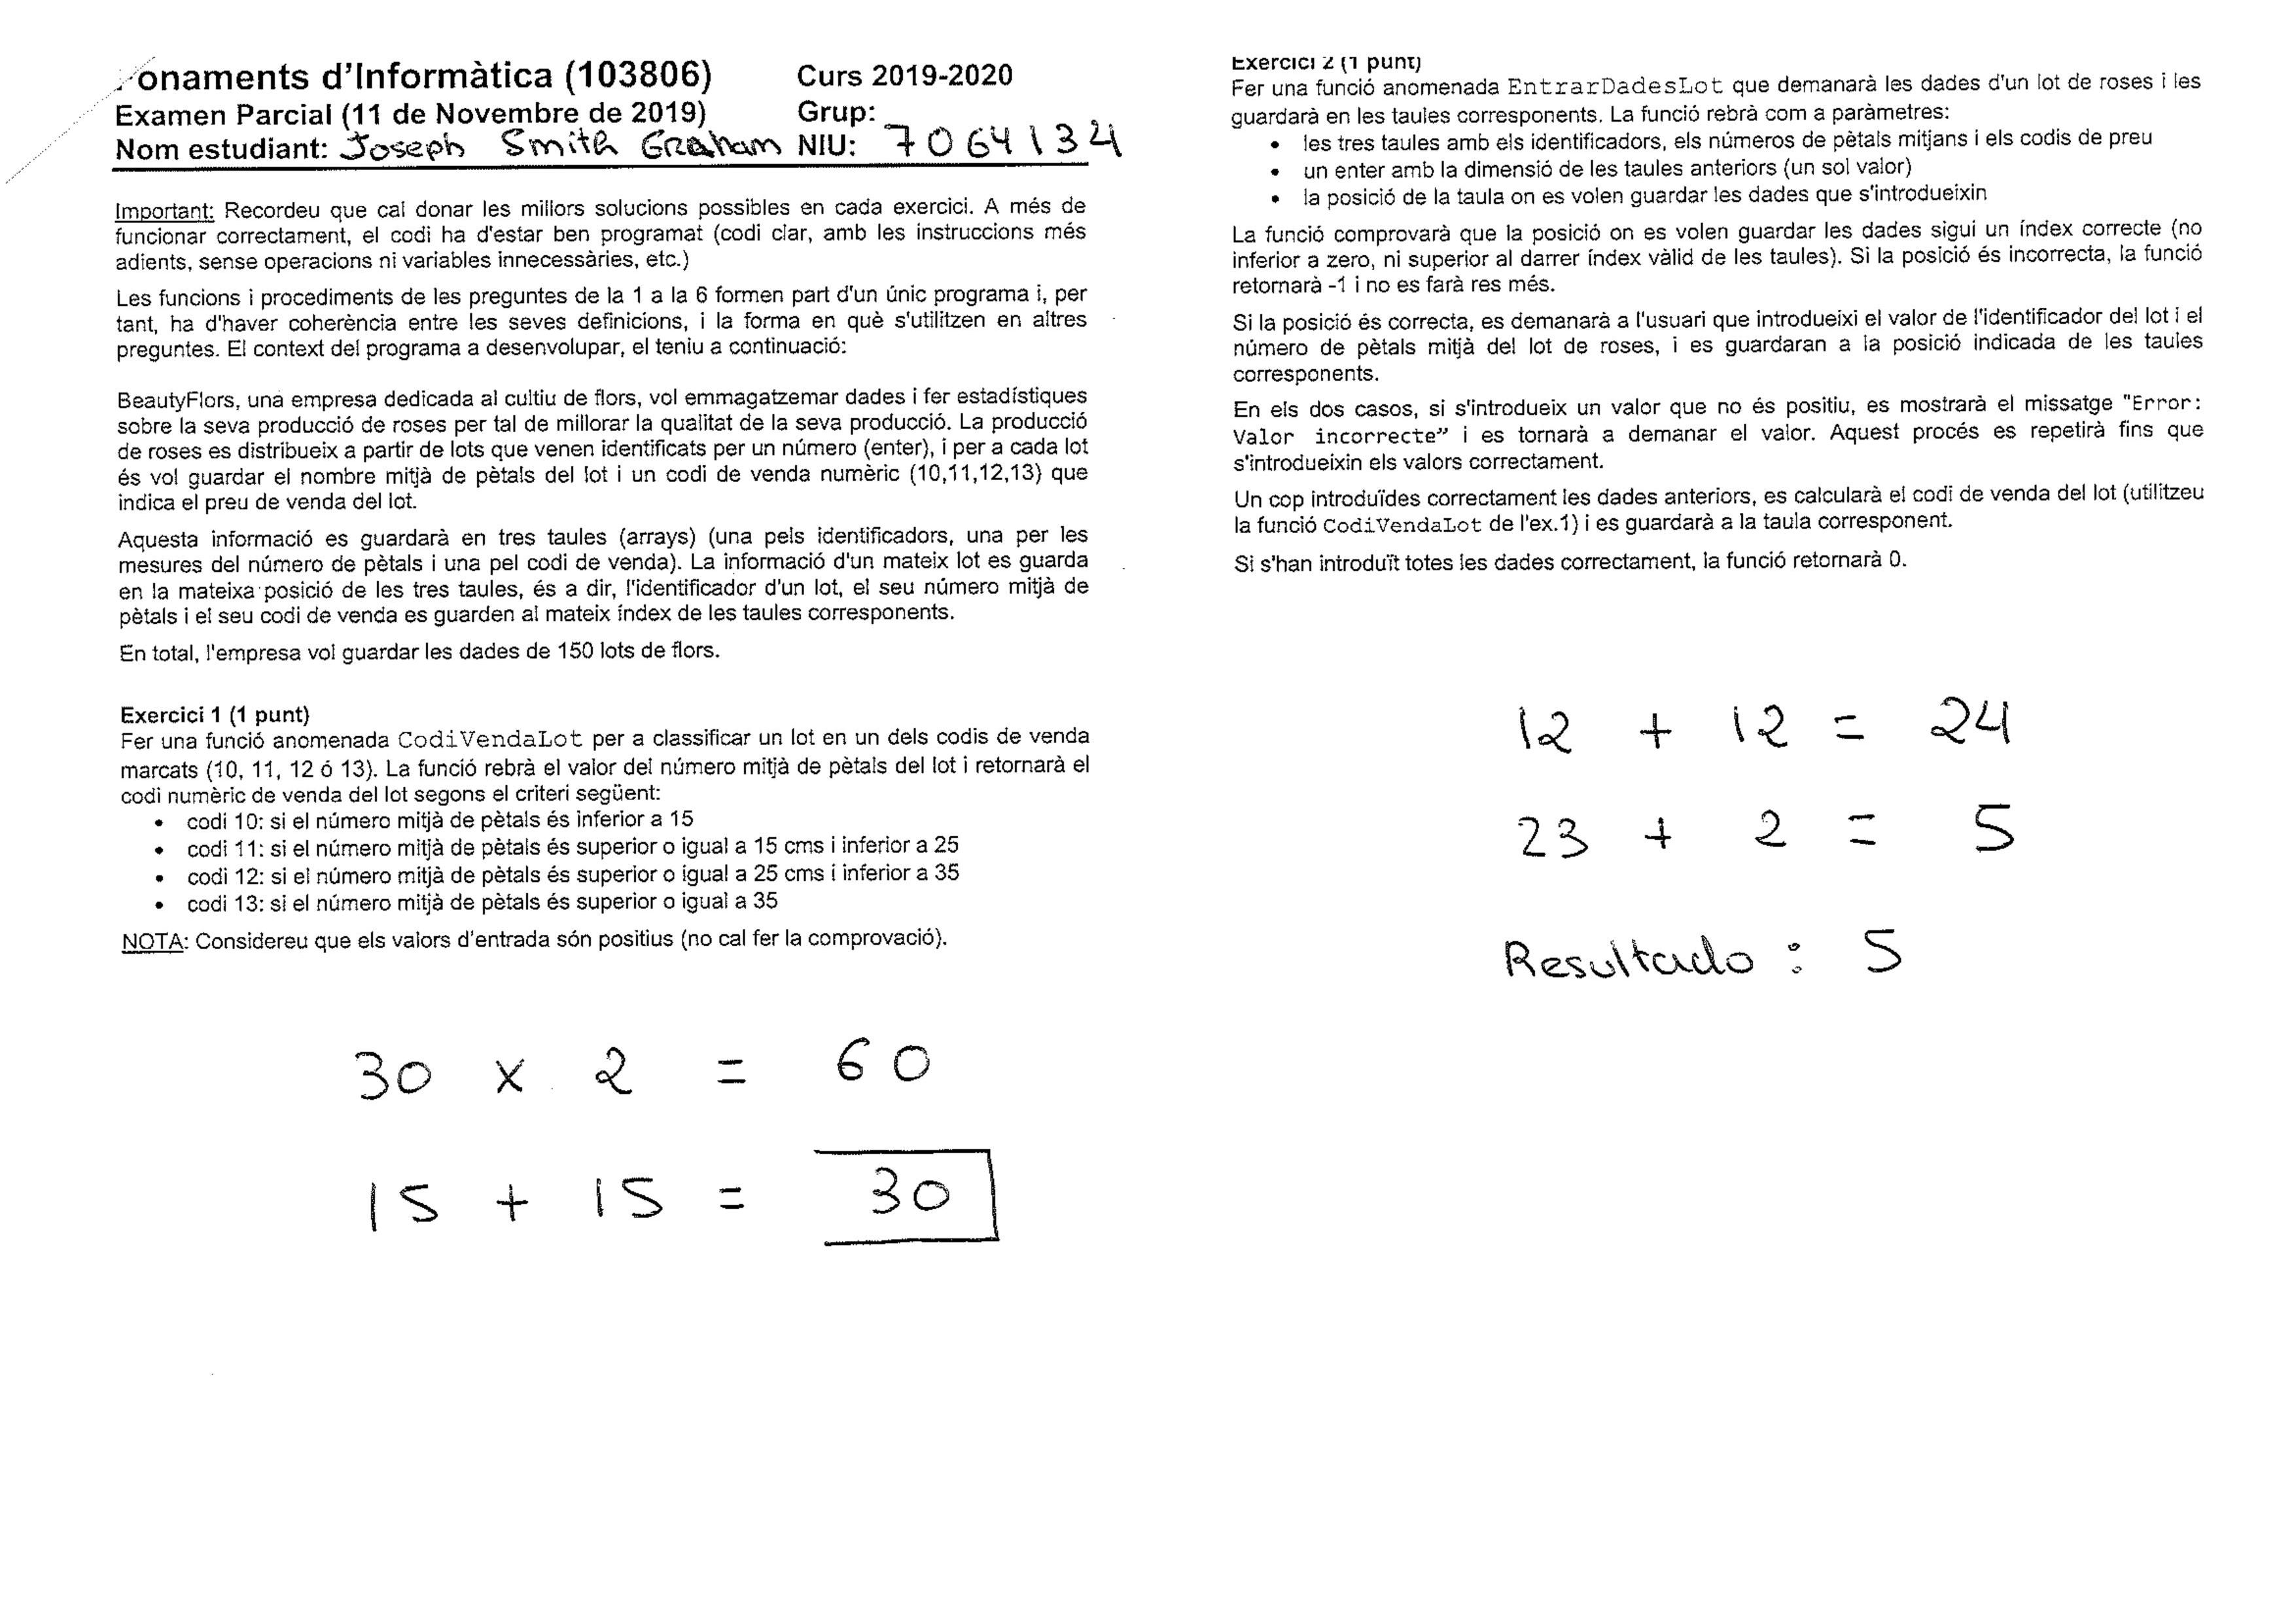 onaments d'Informàtica (103806) Curs 2019-2020
Examen Parcial (11 de Novembre de 2019) Grup:
Nom estudiant: Joseph Smith Graham NIU: 7064134
Important: Recordeu que cal donar les millors solucions possibles en cada exercici. A més de
funcionar correctament, el codi ha d'estar ben programat (codi clar, amb les instruccions més
adients, sense operacions ni variables innecessàries, etc.)
Les funcions i procediments de les preguntes de la 1 a la 6 formen part d'un únic programa i, per
tant, ha d'haver coherència entre les seves definicions, i la forma en què s'utilitzen en altres
preguntes. El context del programa a desenvolupar, el teniu a continuació:
BeautyFlors, una empresa dedicada al cultiu de flors, vol emmagatzemar dades i fer estadístiques
sobre la seva producció de roses per tal de millorar la qualitat de la seva producció. La producció
de roses es distribueix a partir de lots que venen identificats per un número (enter), i per a cada lot
és vol guardar el nombre mitjà de pètals del lot i un codi de venda numèric (10,11,12,13) que
indica el preu de venda del lot.
Aquesta informació es guardarà en tres taules (arrays) (una pels identificadors, una per les
mesures del número de pètals i una pel codi de venda). La informació d'un mateix lot es guarda
en la mateixa posició de les tres taules, és a dir, l'identificador d'un lot, el seu número mitjà de
pètals i el seu codi de venda es guarden al mateix índex de les taules corresponents.
En total, l'empresa vol guardar les dades de 150 lots de flors.
Exercici 1 (1 punt)
Fer una funció anomenada CodiVendaLot per a classificar un lot en un dels codis de venda
marcats (10, 11, 12 ó 13). La funció rebrà el valor del número mitjà de pètals del lot i retornarà el
codi numèric de venda del lot segons el criteri següent:
• codi 10: si el número mitjà de pètals és inferior a 15
• codi 11: si el número mitjà de pètals és superior o igual a 15 cms i inferior a 25
• codi 12: si el número mitjà de pètals és superior o igual a 25 cms i inferior a 35
• codi 13: si el número mitjà de pètals és superior o igual a 35
NOTA: Considereu que els valors d'entrada són positius (no cal fer la comprovació).
30 x 2 = 60
15 + 15 = 30
Exercici 2 (1 punt)
Fer una funció anomenada EntrarDadesLot que demanarà les dades d'un lot de roses i les
guardarà en les taules corresponents. La funció rebrà com a paràmetres:
• les tres taules amb els identificadors, els números de pètals mitjans i els codis de preu
• un enter amb la dimensió de les taules anteriors (un sol valor)
• la posició de la taula on es volen guardar les dades que s'introdueixin
La funció comprovarà que la posició on es volen guardar les dades sigui un índex correcte (no
inferior a zero, ni superior al darrer índex vàlid de les taules). Si la posició és incorrecta, la funció
retornarà -1 i no es farà res més.
Si la posició és correcta, es demanarà a l'usuari que introdueixi el valor de l'identificador del lot i el
número de pètals mitjà del lot de roses, i es guardaran a la posició indicada de les taules
corresponents.
En els dos casos, si s'introdueix un valor que no és positiu, es mostrarà el missatge "Error:
Valor incorrecte” i es tornarà a demanar el valor. Aquest procés es repetirà fins que
s'introdueixin els valors correctament.
Un cop introduïdes correctament les dades anteriors, es calcularà el codi de venda del lot (utilitzeu
la funció CodiVendaLot de l'ex.1) i es guardarà a la taula corresponent.
Si s'han introduït totes les dades correctament, la funció retornarà 0.
12 + 12 = 24
23 + 2 = 5
Resultado : 5